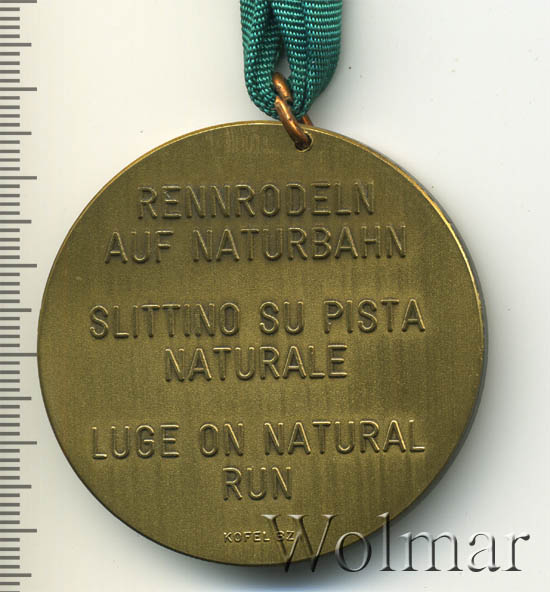 RENNRODELN
AUF NATURBAHN
SLITTINO SU PISTA
NATURALE
LUGE ON NATURAL
RUN
KOFEL BZ
Wolmar